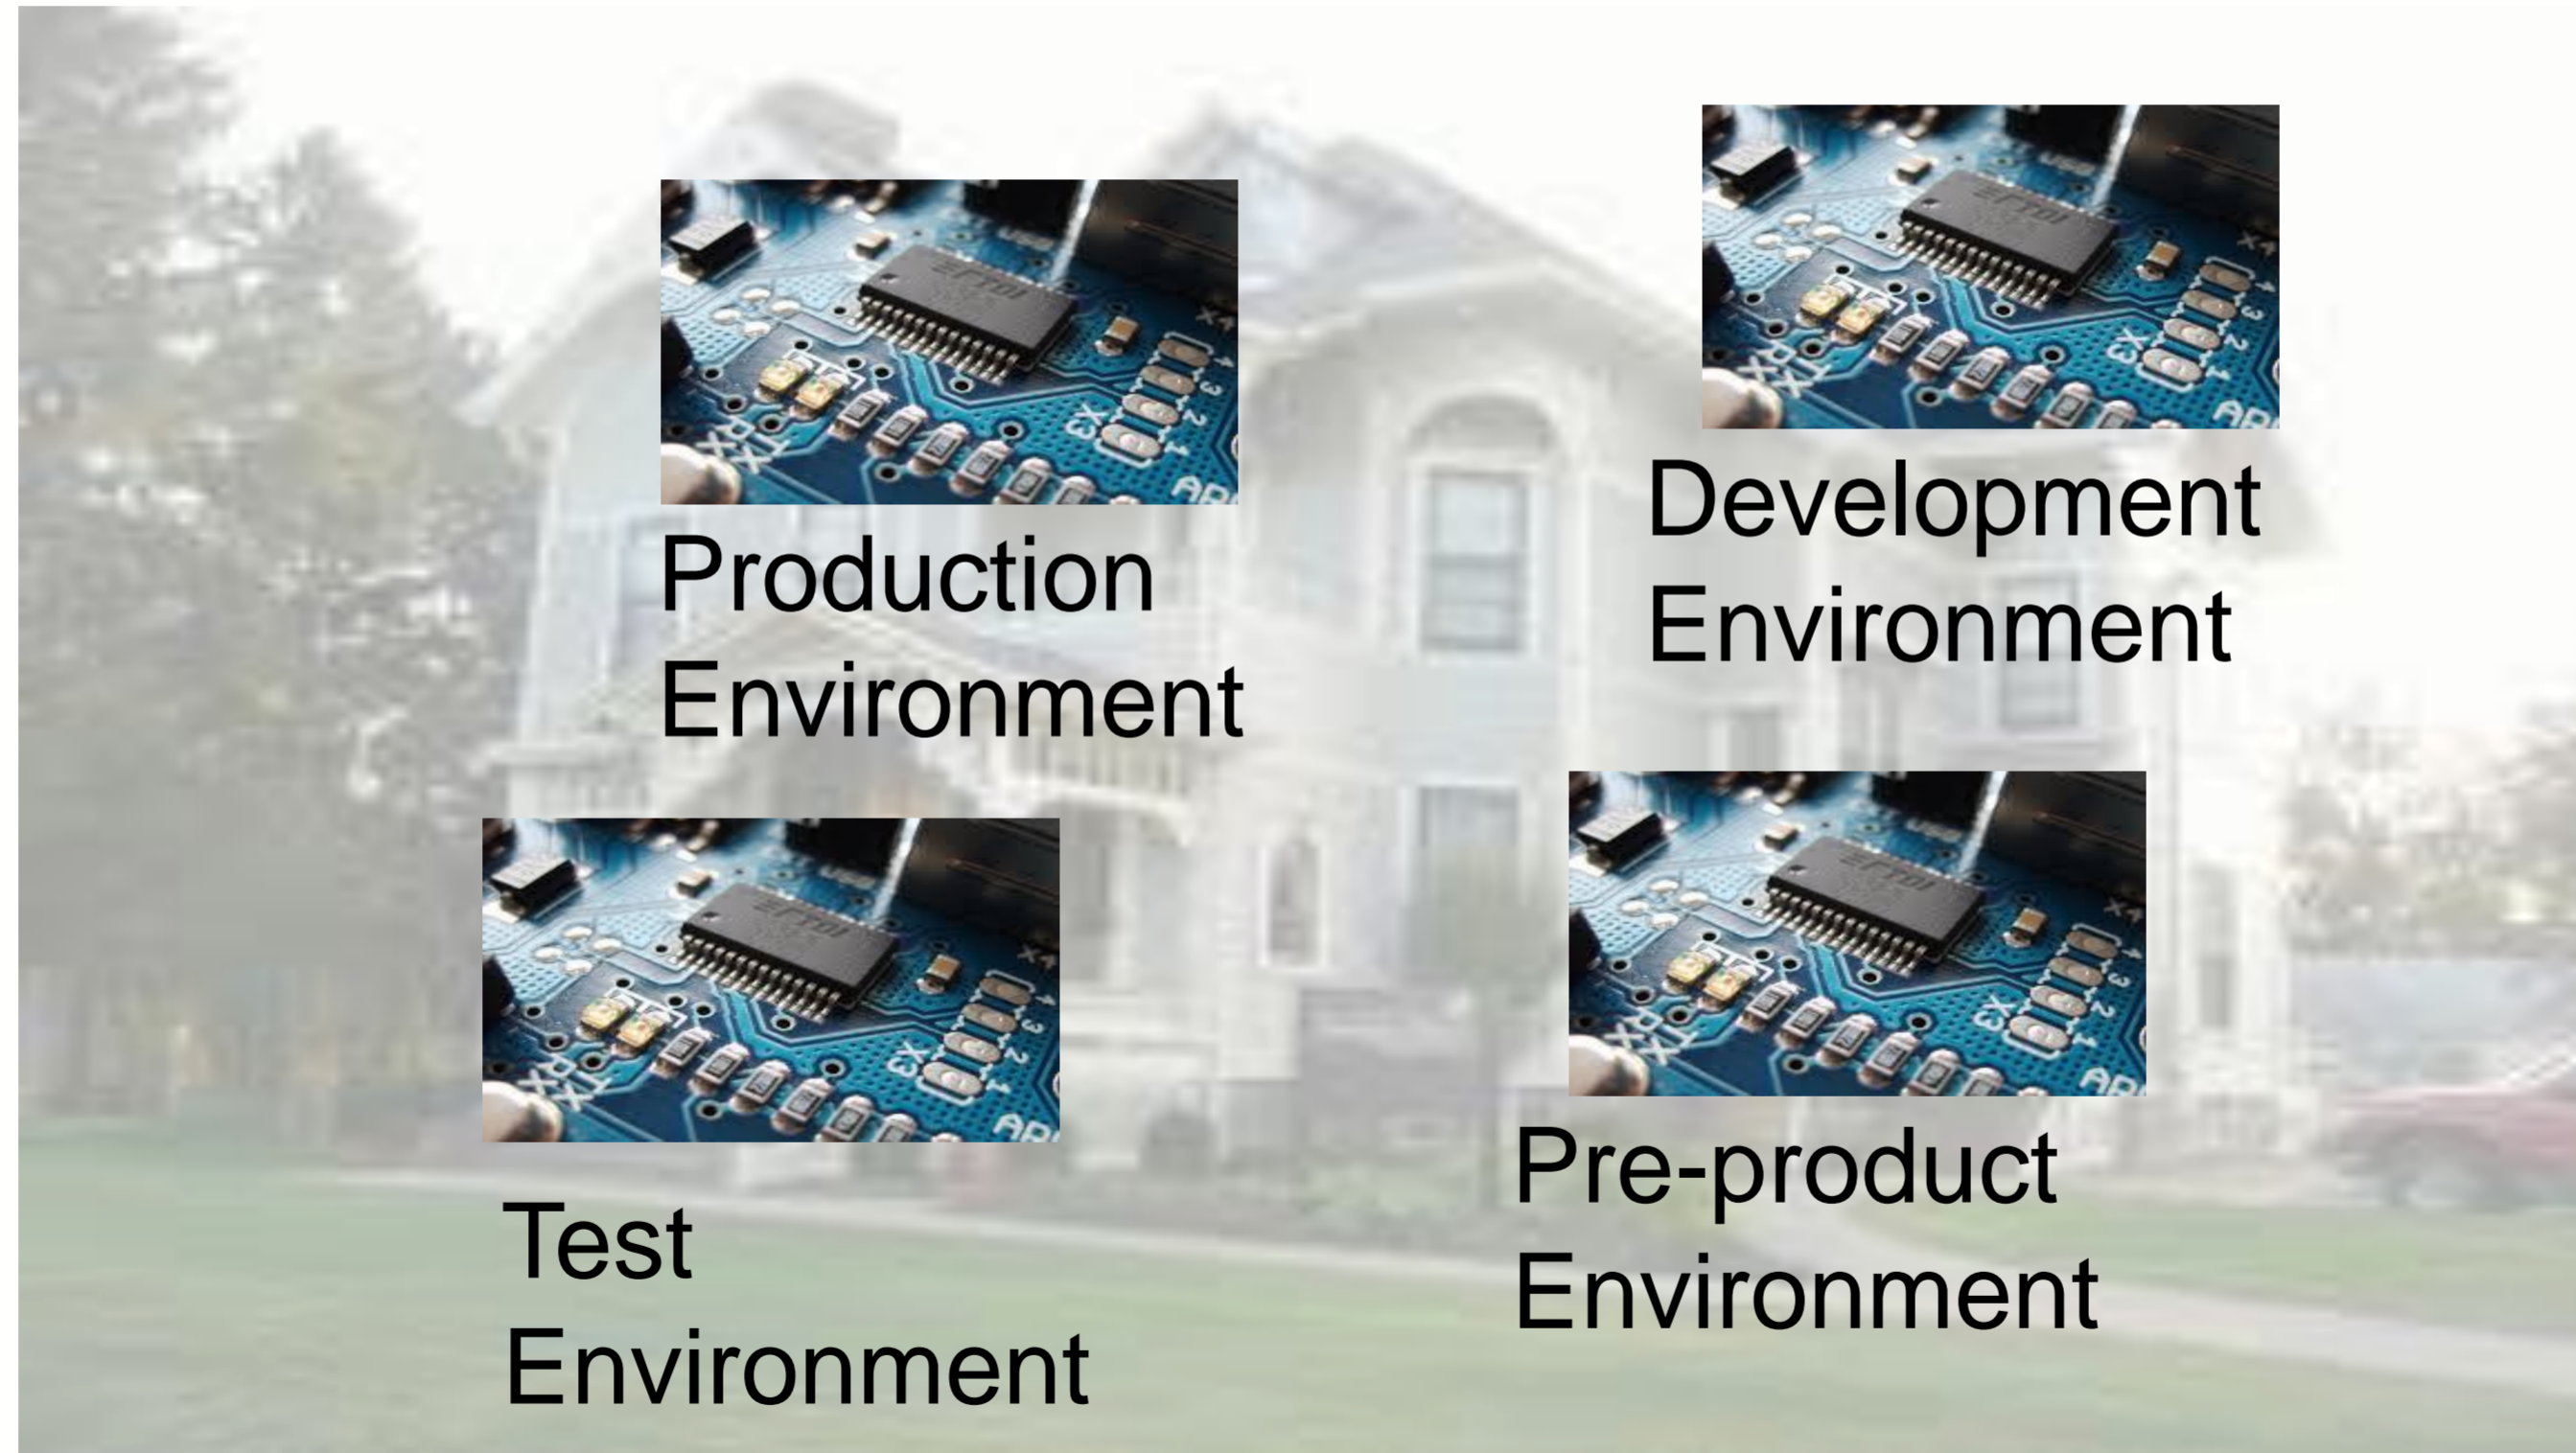 Production
Environment
Development
Environment
Test
Environment
Pre-product
Environment